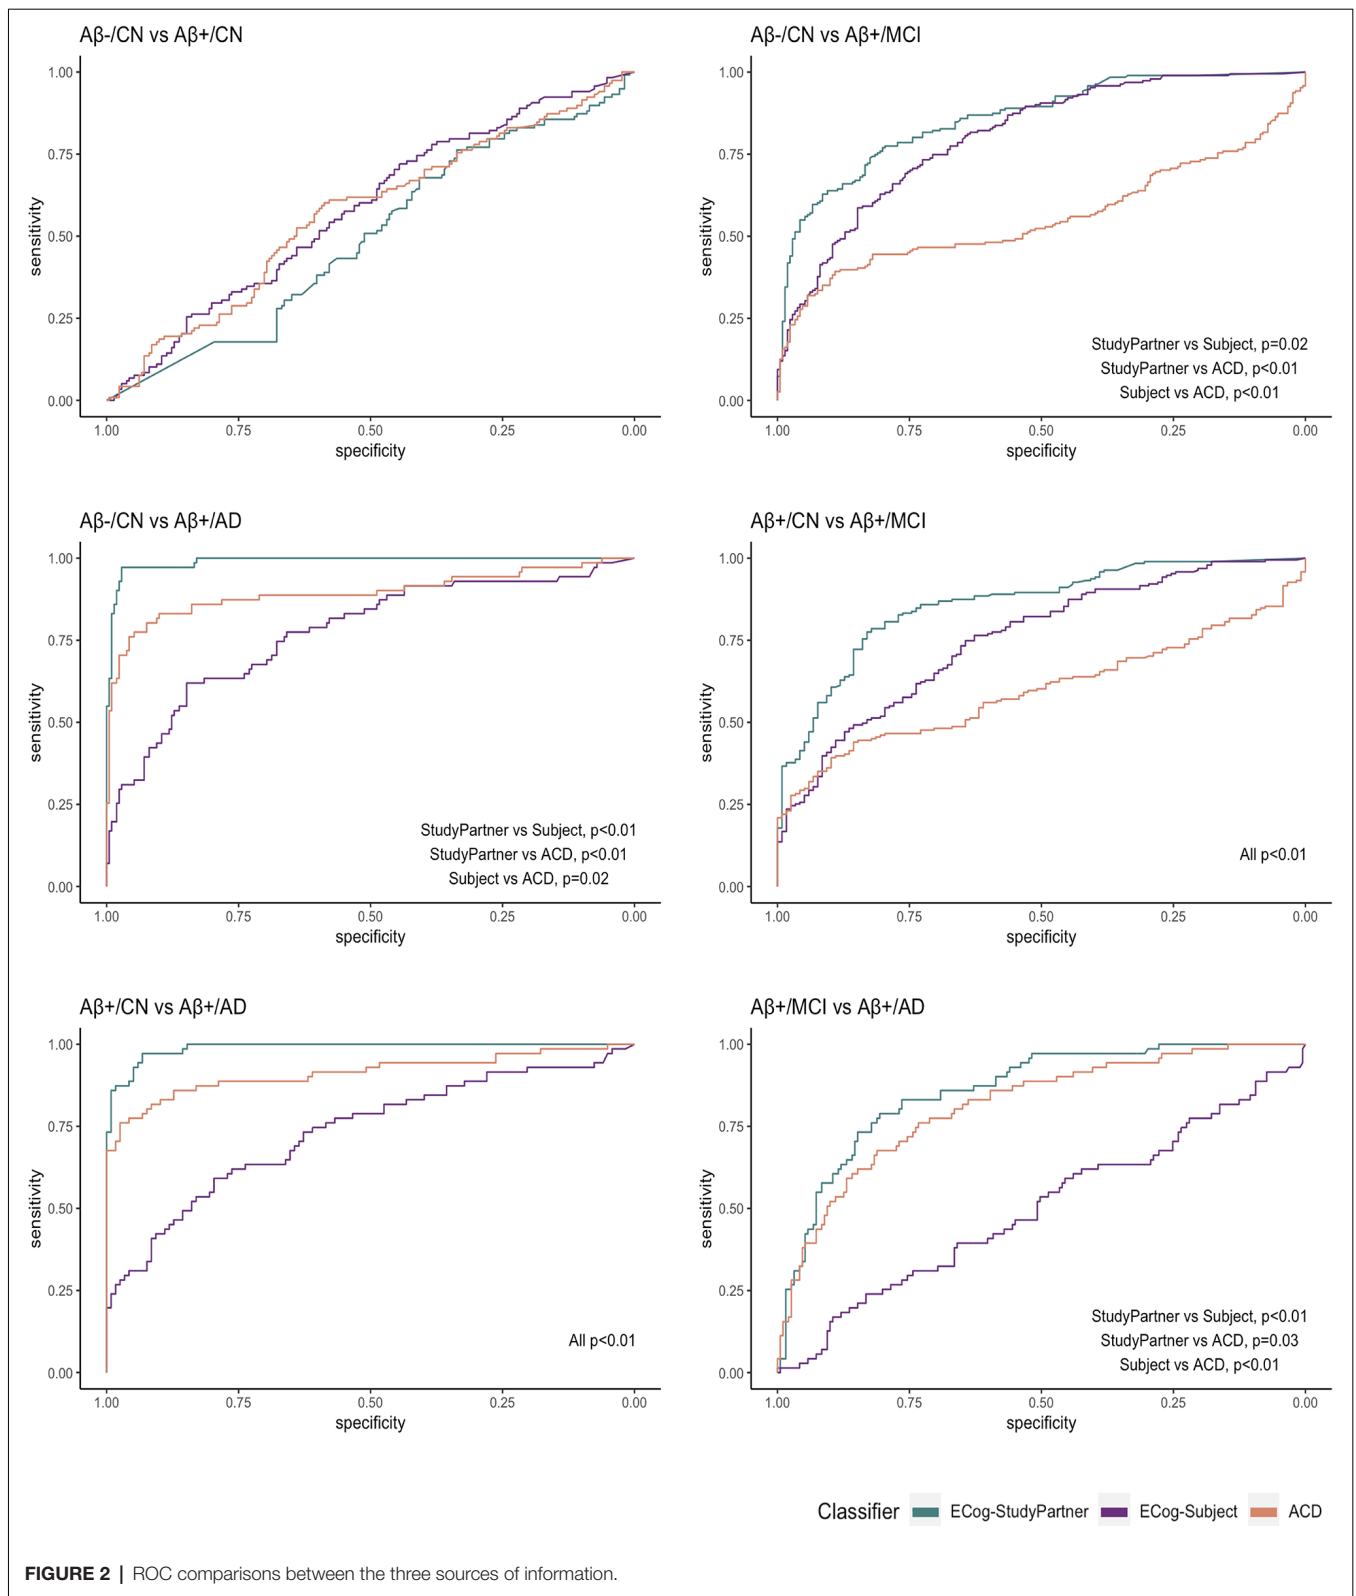 Aβ-/CN vs Aβ+/CN
sensitivity
1.00
0.75
0.50
0.25
0.00
1.00 0.75 0.50 0.25 0.00
specificity
Aβ-/CN vs Aβ+/MCI
sensitivity
1.00
0.75
0.50
0.25
0.00
StudyPartner vs Subject, p=0.02
StudyPartner vs ACD, p<0.01
Subject vs ACD, p<0.01
1.00 0.75 0.50 0.25 0.00
specificity
Aβ-/CN vs Aβ+/AD
sensitivity
1.00
0.75
0.50
0.25
0.00
StudyPartner vs Subject, p<0.01
StudyPartner vs ACD, p<0.01
Subject vs ACD, p=0.02
1.00 0.75 0.50 0.25 0.00
specificity
Aβ+/CN vs Aβ+/MCI
sensitivity
1.00
0.75
0.50
0.25
0.00
All p<0.01
1.00 0.75 0.50 0.25 0.00
specificity
Aβ+/CN vs Aβ+/AD
sensitivity
1.00
0.75
0.50
0.25
0.00
All p<0.01
1.00 0.75 0.50 0.25 0.00
specificity
Aβ+/MCI vs Aβ+/AD
sensitivity
1.00
0.75
0.50
0.25
0.00
StudyPartner vs Subject, p<0.01
StudyPartner vs ACD, p=0.03
Subject vs ACD, p<0.01
1.00 0.75 0.50 0.25 0.00
specificity
Classifier ECog-StudyPartner ECog-Subject ACD
FIGURE 2 | ROC comparisons between the three sources of information.